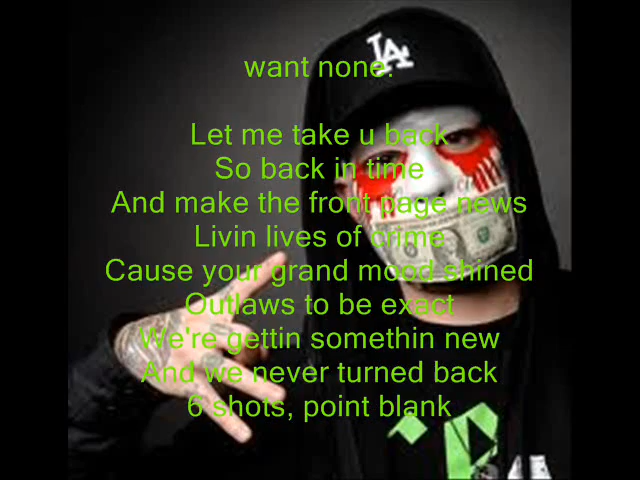 LA
want none.
Let me take u back
So back in time
And make the front page news
Livin lives of crime
Cause your grand mood shined
Outlaws to be exact
We're gettin somethin new
And we never turned back
6 shots, point blank